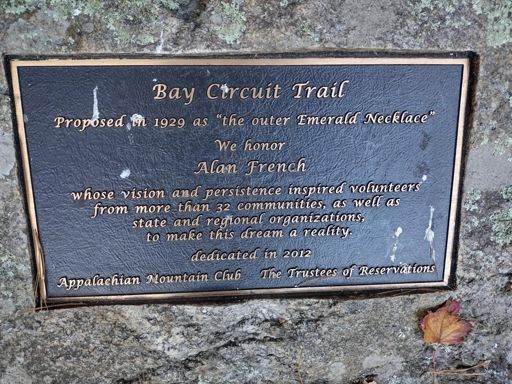 Bay Circuit Trail
Proposed in 1929 as "the outer Emerald Necklace"
We honor
Alan French
whose vision and persistence inspired volunteers
from more than 32 communities, as well as
state and regional organizations,
to make this dream a reality.
dedicated in 2012
Appalachian Mountain Club The Trustees of Reservations